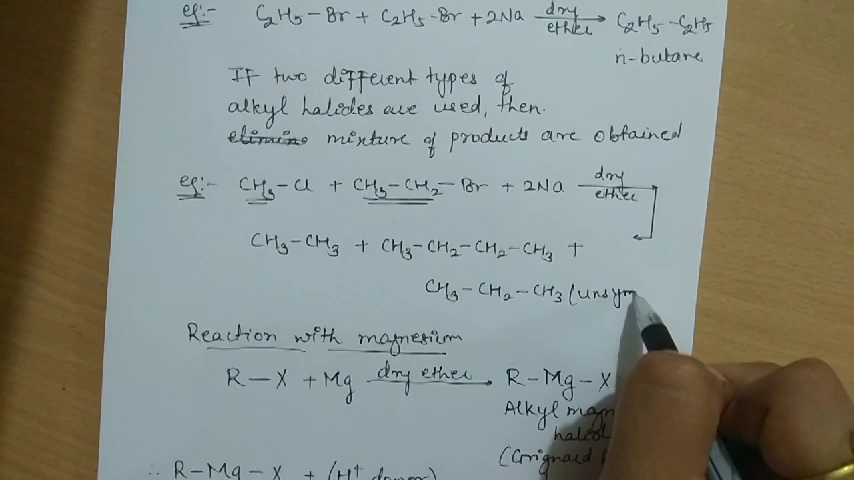 eg:- C2H5-Br + C2H5-Br + 2Na dry ether → C2H5-C2H5
n-butane
If two different types of
alkyl halides are used, then.
mixture of products are obtained
eg:- CH3-Cl + CH3-CH2-Br + 2Na dry ether
CH3-CH3 + CH3-CH2-CH2-CH3 +
CH3-CH2-CH3 (unsym
Reaction with magnesium
R-X + Mg dry ether → R-Mg-X
Alkyl magn
halid
(Grignard
∴ R-Mg-X + (H+ donor)